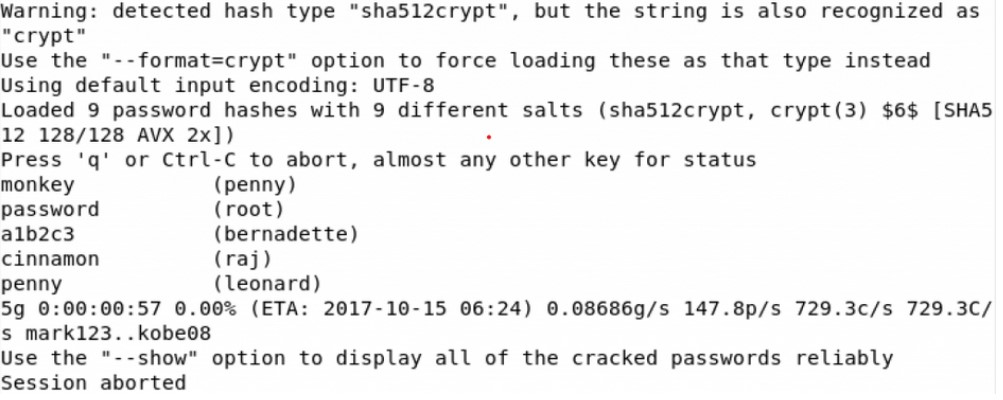 Warning: detected hash type "sha512crypt", but the string is also recognized as
"crypt"
Use the "--format=crypt" option to force loading these as that type instead
Using default input encoding: UTF-8
Loaded 9 password hashes with 9 different salts (sha512crypt, crypt(3) $6$ [SHA5
12 128/128 AVX 2x])
Press 'q' or Ctrl-C to abort, almost any other key for status
monkey           (penny)
password         (root)
a1b2c3           (bernadette)
cinnamon         (raj)
penny            (leonard)
5g 0:00:00:57 0.00% (ETA: 2017-10-15 06:24) 0.08686g/s 147.8p/s 729.3c/s 729.3C/
s mark123..kobe08
Use the "--show" option to display all of the cracked passwords reliably
Session aborted